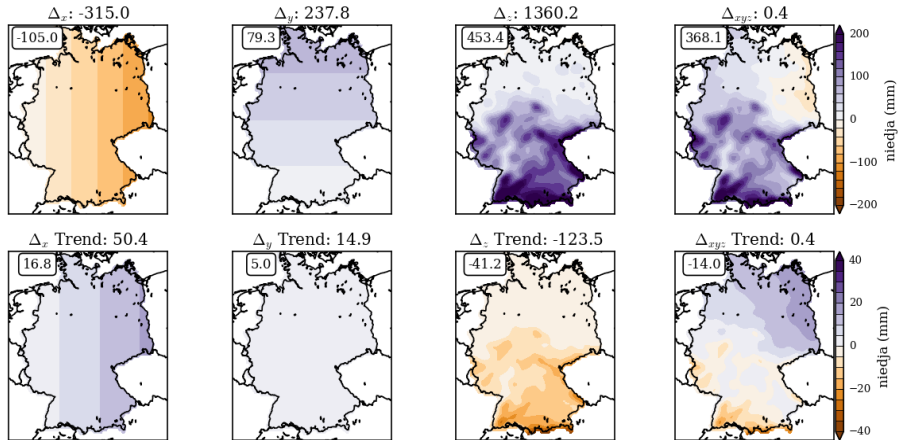 Δx: -315.0
Δy: 237.8
Δz: 1360.2
Δxyz: 0.4
-105.0
79.3
453.4
368.1
200
100
0
−100
−200
niedja (mm)
Δx Trend: 50.4
Δy Trend: 14.9
Δz Trend: -123.5
Δxyz Trend: 0.4
16.8
5.0
-41.2
-14.0
40
20
0
−20
−40
niedja (mm)